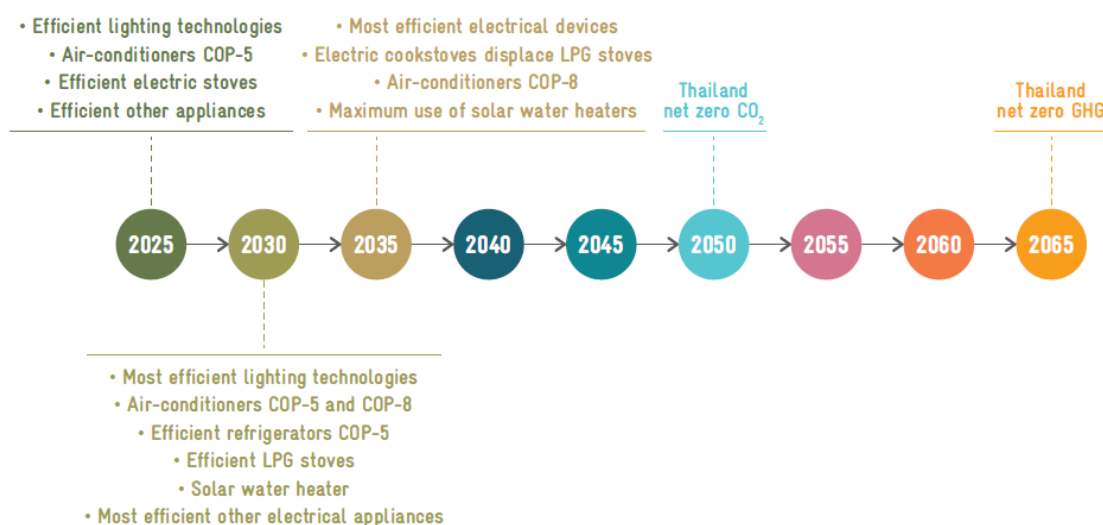 • Efficient lighting technologies
• Air-conditioners COP-5
• Efficient electric stoves
• Efficient other appliances
• Most efficient electrical devices
• Electric cookstoves displace LPG stoves
• Air-conditioners COP-8
• Maximum use of solar water heaters
Thailand
net zero CO₂
Thailand
net zero GHG
2025
2030
2035
2040
2045
2050
2055
2060
2065
• Most efficient lighting technologies
• Air-conditioners COP-5 and COP-8
• Efficient refrigerators COP-5
• Efficient LPG stoves
• Solar water heater
• Most efficient other electrical appliances